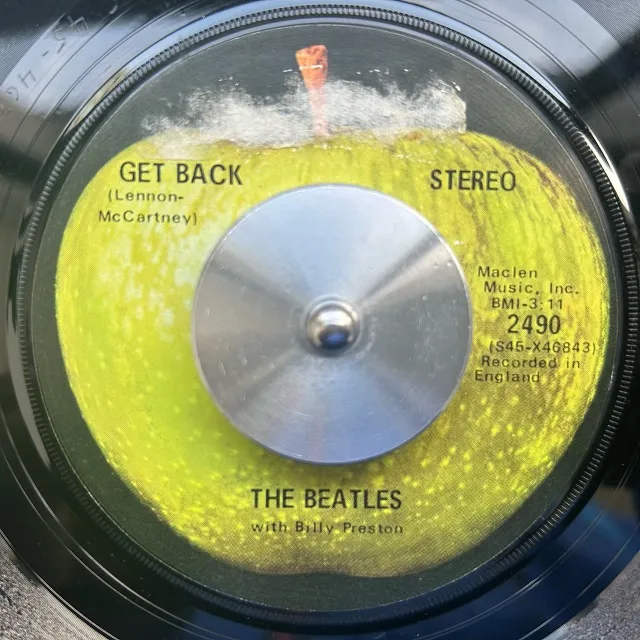 GET BACK
(Lennon-
McCartney)
STEREO
Maclen
Music, Inc.
BMI-3:11
2490
(S45-X46843)
Recorded in
England
THE BEATLES
with Billy Preston